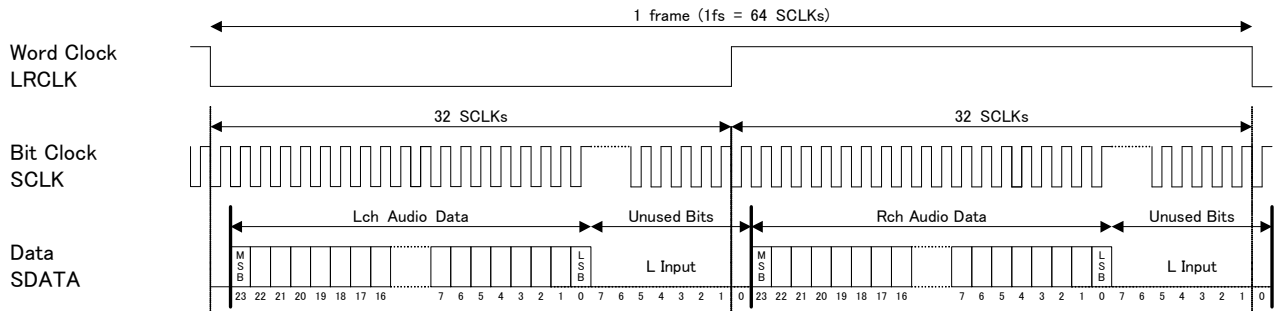 1 frame (1fs = 64 SCLKs)
Word Clock
LRCLK
32 SCLKs 32 SCLKs
Bit Clock
SCLK
Lch Audio Data Unused Bits Rch Audio Data Unused Bits
Data
SDATA
MSB LSB L Input MSB LSB L Input
23 22 21 20 19 18 17 16 7 6 5 4 3 2 1 0 7 6 5 4 3 2 1 0 23 22 21 20 19 18 17 16 7 6 5 4 3 2 1 0 7 6 5 4 3 2 1 0